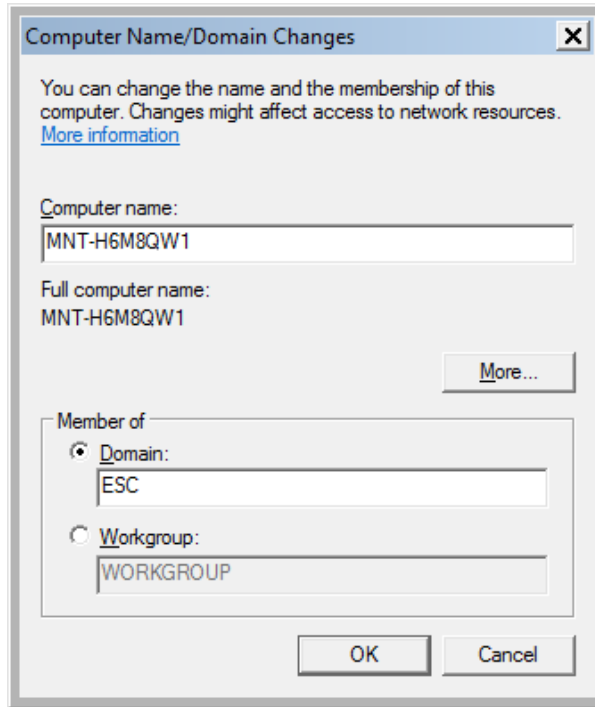 Computer Name/Domain Changes
You can change the name and the membership of this
computer. Changes might affect access to network resources.
More information
Computer name:
MNT-H6M8QW1
Full computer name:
MNT-H6M8QW1
More...
Member of
Domain:
ESC
Workgroup:
WORKGROUP
OK Cancel